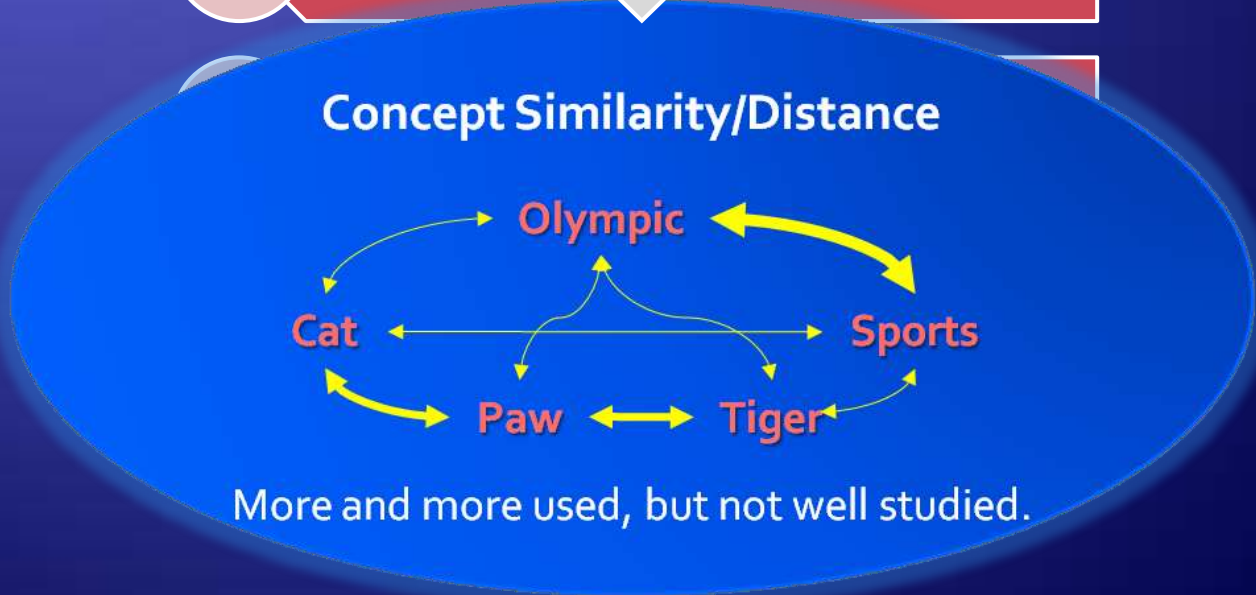 Concept Similarity/Distance
Olympic
Cat
Sports
Paw
Tiger
More and more used, but not well studied.